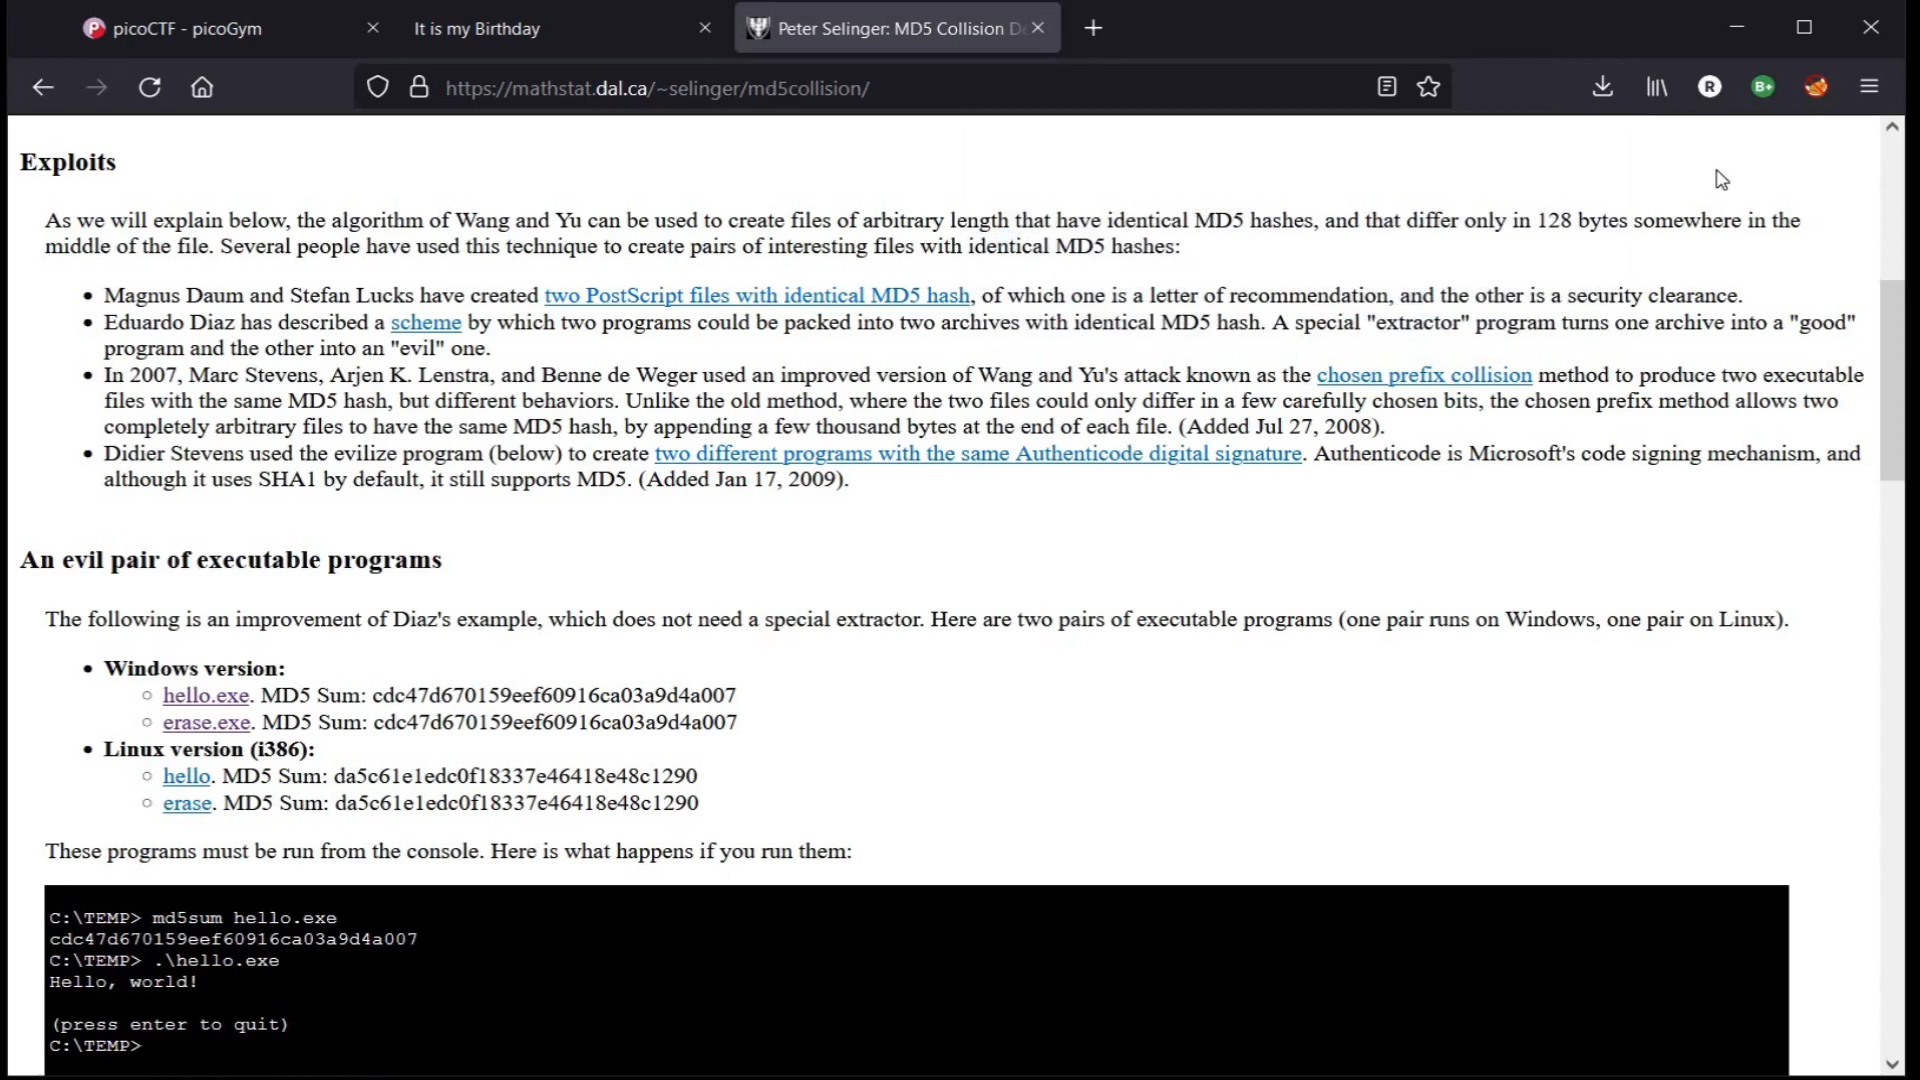 picoCTF - picoGym
It is my Birthday
Peter Selinger: MD5 Collision De
https://mathstat.dal.ca/~selinger/md5collision/
R
B+
Exploits
As we will explain below, the algorithm of Wang and Yu can be used to create files of arbitrary length that have identical MD5 hashes, and that differ only in 128 bytes somewhere in the
middle of the file. Several people have used this technique to create pairs of interesting files with identical MD5 hashes:
• Magnus Daum and Stefan Lucks have created two PostScript files with identical MD5 hash, of which one is a letter of recommendation, and the other is a security clearance.
• Eduardo Diaz has described a scheme by which two programs could be packed into two archives with identical MD5 hash. A special "extractor" program turns one archive into a "good"
program and the other into an "evil" one.
• In 2007, Marc Stevens, Arjen K. Lenstra, and Benne de Weger used an improved version of Wang and Yu's attack known as the chosen prefix collision method to produce two executable
files with the same MD5 hash, but different behaviors. Unlike the old method, where the two files could only differ in a few carefully chosen bits, the chosen prefix method allows two
completely arbitrary files to have the same MD5 hash, by appending a few thousand bytes at the end of each file. (Added Jul 27, 2008).
• Didier Stevens used the evilize program (below) to create two different programs with the same Authenticode digital signature. Authenticode is Microsoft's code signing mechanism, and
although it uses SHA1 by default, it still supports MD5. (Added Jan 17, 2009).
An evil pair of executable programs
The following is an improvement of Diaz's example, which does not need a special extractor. Here are two pairs of executable programs (one pair runs on Windows, one pair on Linux).
• Windows version:
○ hello.exe. MD5 Sum: cdc47d670159eef60916ca03a9d4a007
○ erase.exe. MD5 Sum: cdc47d670159eef60916ca03a9d4a007
• Linux version (i386):
○ hello. MD5 Sum: da5c61e1edc0f18337e46418e48c1290
○ erase. MD5 Sum: da5c61e1edc0f18337e46418e48c1290
These programs must be run from the console. Here is what happens if you run them:
C:\TEMP> md5sum hello.exe
cdc47d670159eef60916ca03a9d4a007
C:\TEMP> .\hello.exe
Hello, world!
(press enter to quit)
C:\TEMP>